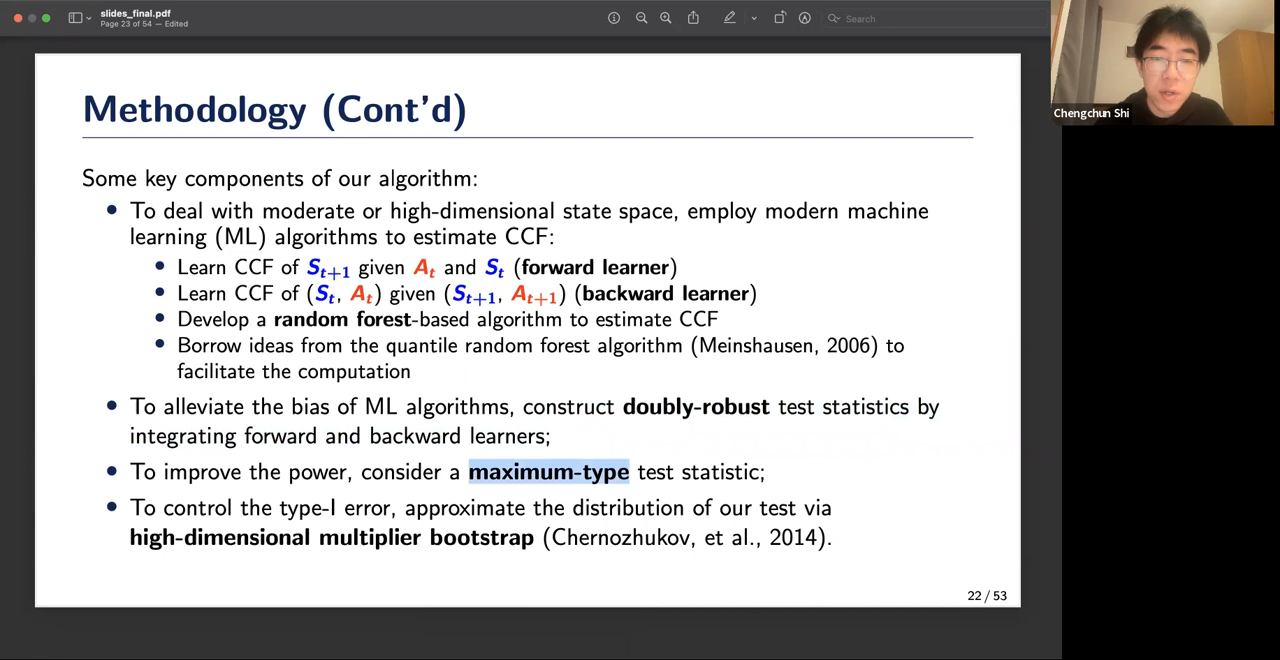 slides_final.pdf
Page 23 of 54 — Edited
Search
Methodology (Cont'd)
Some key components of our algorithm:
• To deal with moderate or high-dimensional state space, employ modern machine
learning (ML) algorithms to estimate CCF:
• Learn CCF of S_{t+1} given A_t and S_t (forward learner)
• Learn CCF of (S_t, A_t) given (S_{t+1}, A_{t+1}) (backward learner)
• Develop a random forest-based algorithm to estimate CCF
• Borrow ideas from the quantile random forest algorithm (Meinshausen, 2006) to
facilitate the computation
• To alleviate the bias of ML algorithms, construct doubly-robust test statistics by
integrating forward and backward learners;
• To improve the power, consider a maximum-type test statistic;
• To control the type-I error, approximate the distribution of our test via
high-dimensional multiplier bootstrap (Chernozhukov, et al., 2014).
22 / 53
Chengchun Shi